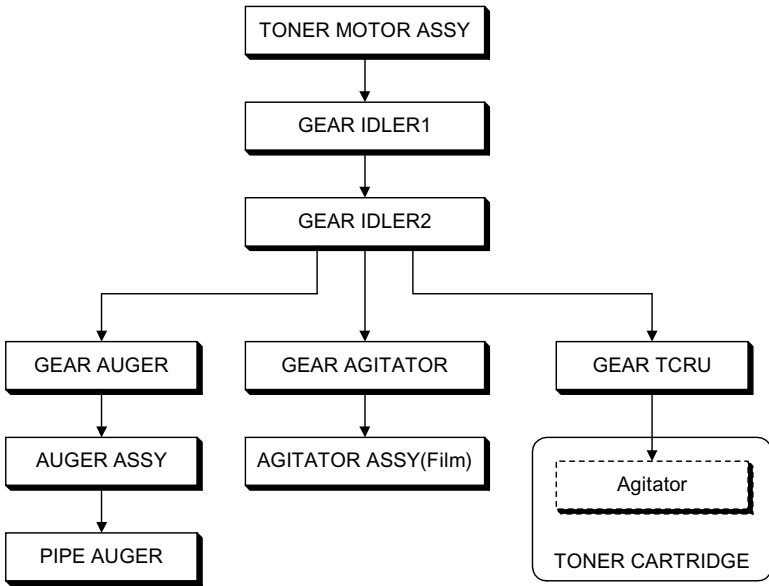 TONER MOTOR ASSY
GEAR IDLER1
GEAR IDLER2
GEAR AUGER
GEAR AGITATOR
GEAR TCRU
AUGER ASSY
AGITATOR ASSY(Film)
Agitator
PIPE AUGER
TONER CARTRIDGE